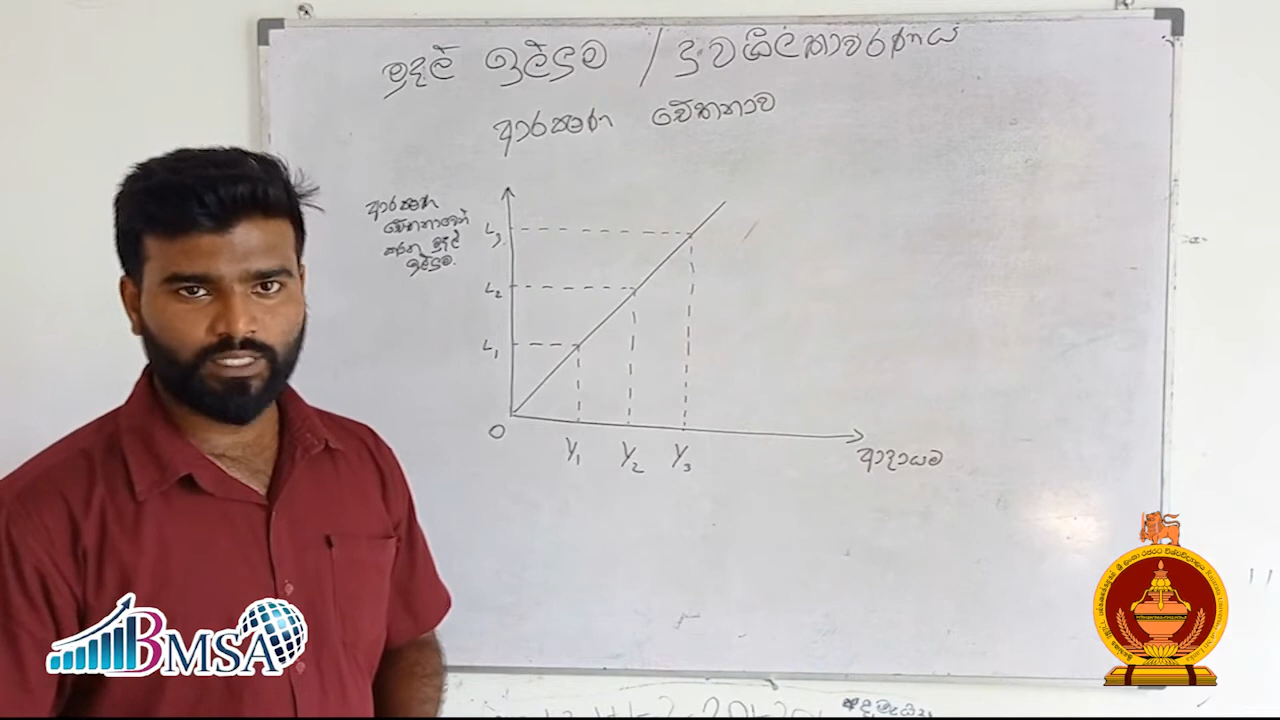 මුදල් ඉල්ලුම / ද්‍රවශීලතාවරණය
ආරක්ෂණ චේතනාව
ආරක්ෂණ
චේතනාවෙන්
කරන මුදල්
ඉල්ලුම.
L3
L2
L1
O
Y1 Y2 Y3
ආදායම
BMSA